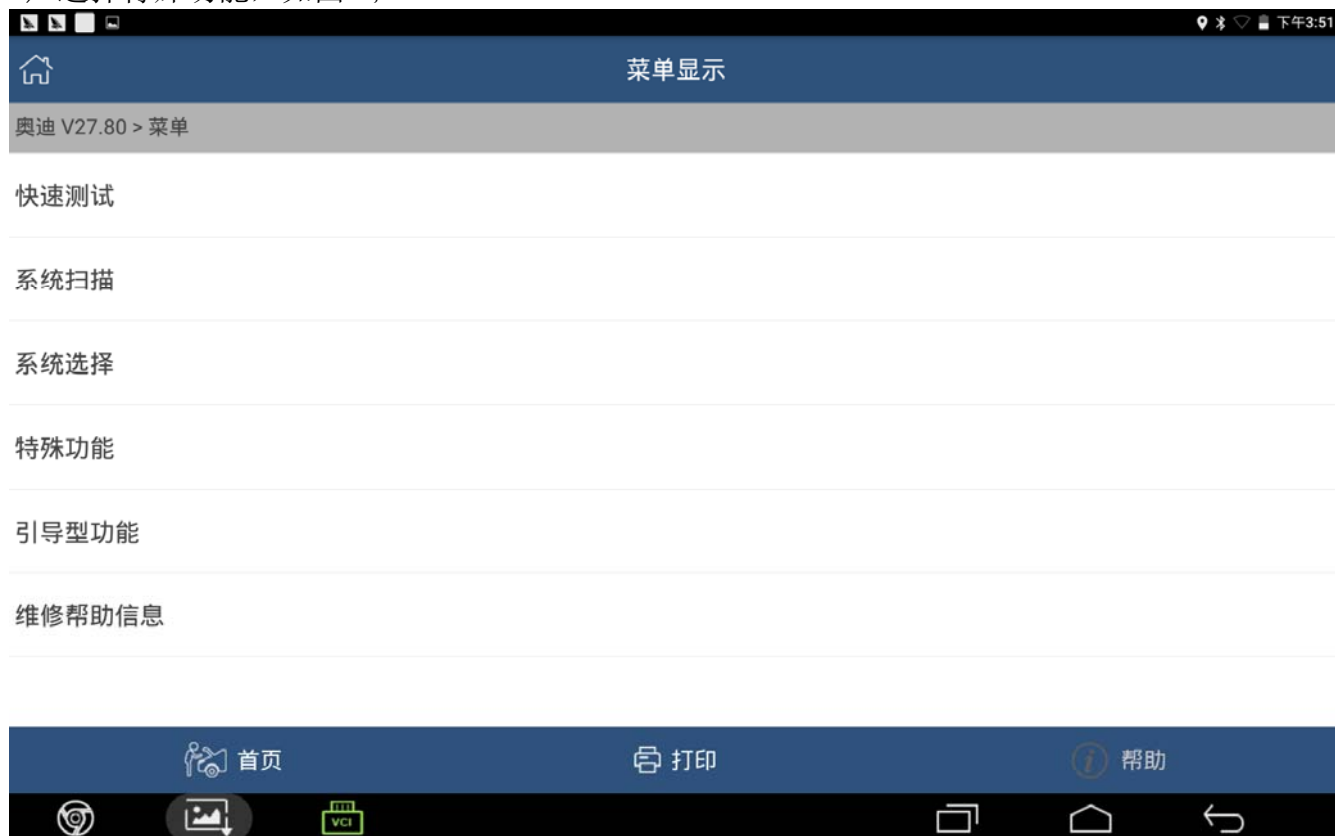 下午3:51
菜单显示
奥迪 V27.80 > 菜单
快速测试
系统扫描
系统选择
特殊功能
引导型功能
维修帮助信息
首页
打印
帮助
VCI